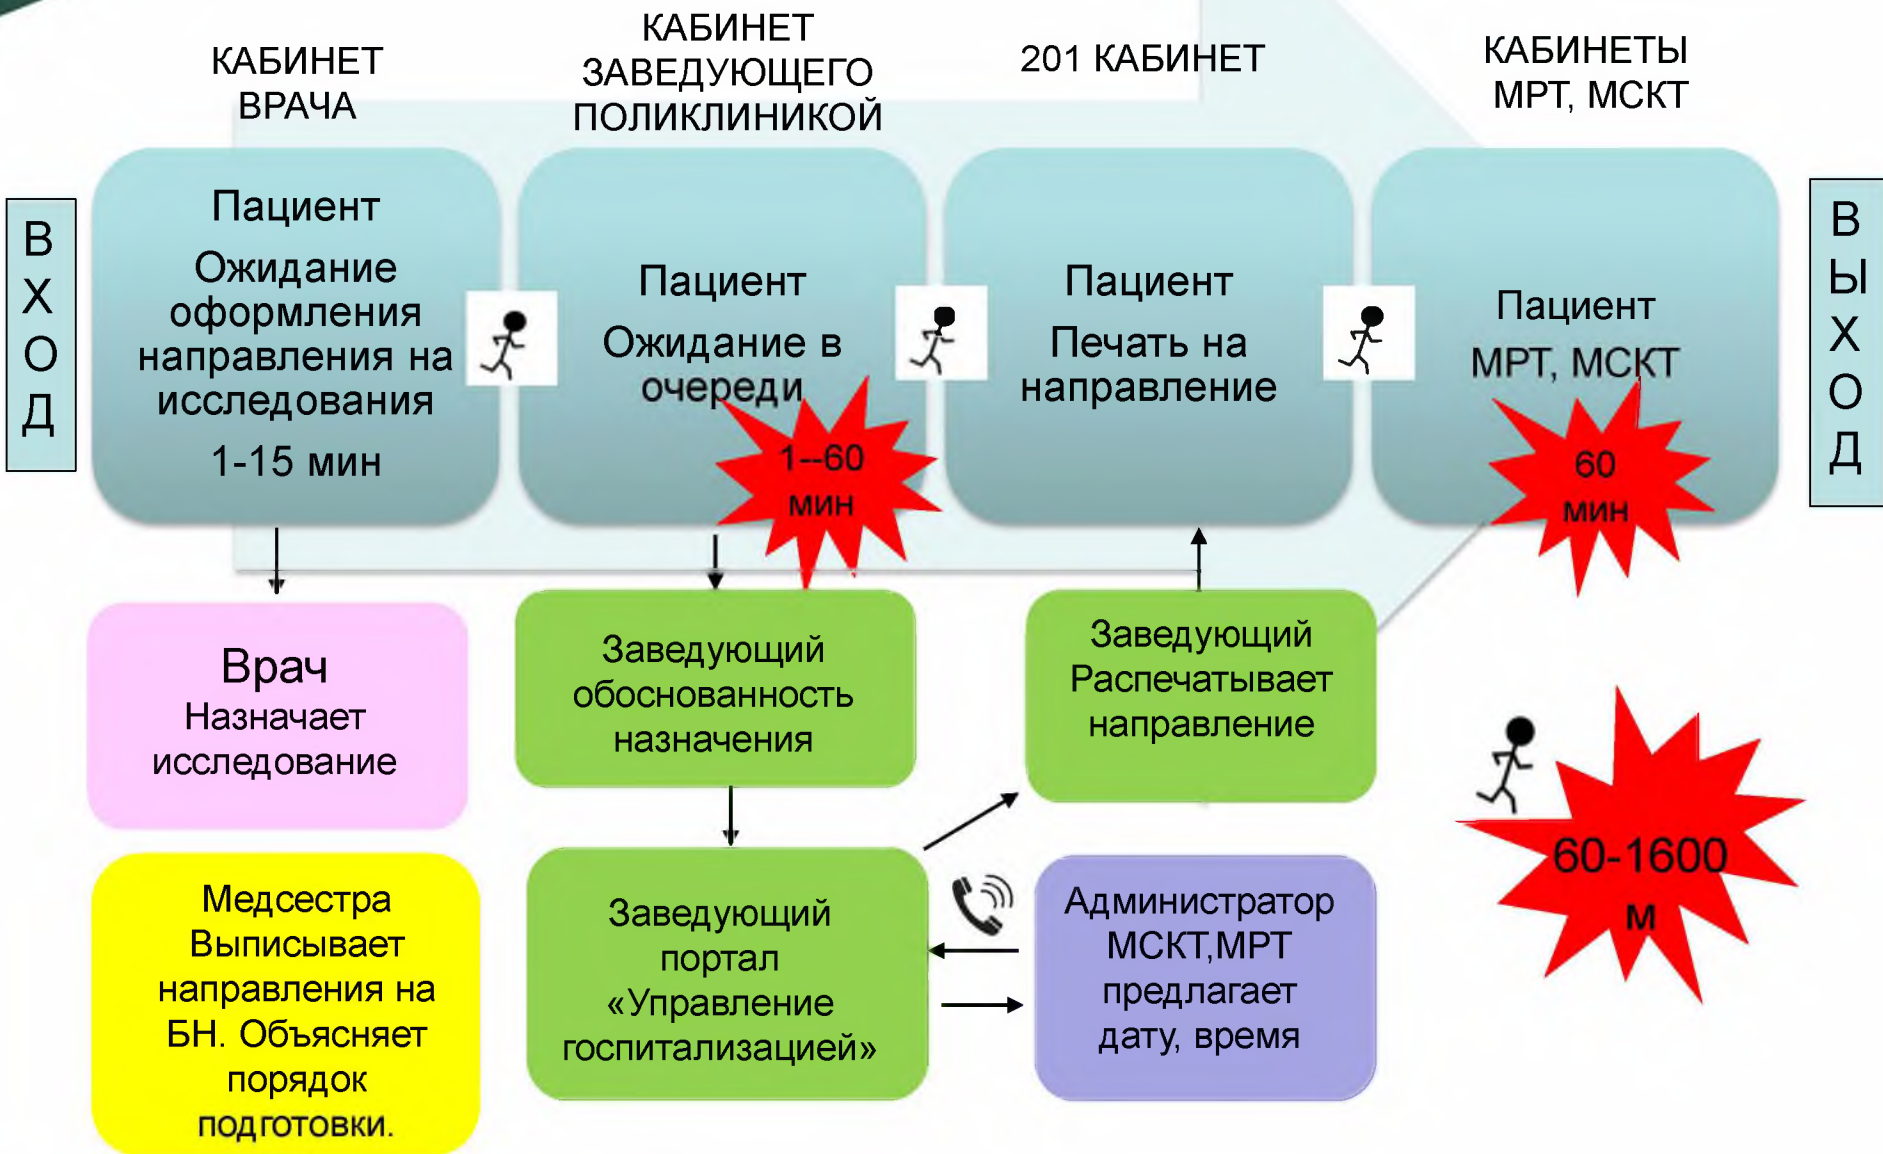 КАБИНЕТ
ВРАЧА
КАБИНЕТ
ЗАВЕДУЮЩЕГО
ПОЛИКЛИНИКОЙ
201 КАБИНЕТ
КАБИНЕТЫ
МРТ, МСКТ
В
Х
О
Д
Пациент
Ожидание
оформления
направления на
исследования
1-15 мин
Пациент
Ожидание в
очереди
1--60
мин
Пациент
Печать на
направление
Пациент
МРТ, МСКТ
60
мин
В
Ы
Х
О
Д
Врач
Назначает
исследование
Заведующий
обоснованность
назначения
Заведующий
Распечатывает
направление
Медсестра
Выписывает
направления на
БН. Объясняет
порядок
подготовки.
Заведующий
портал
«Управление
госпитализацией»
Администратор
МСКТ,МРТ
предлагает
дату, время
60-1600
м